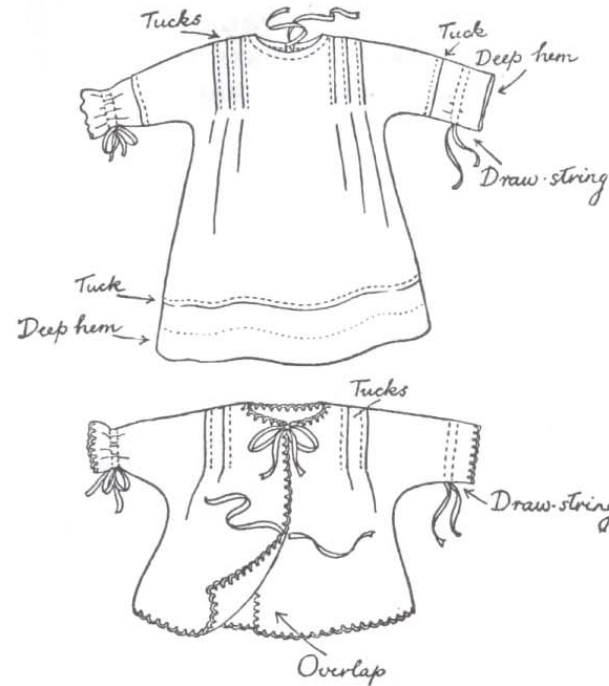 Tucks
Tuck
Deep hem
Draw-string
Tuck
Deep hem
Tucks
Draw-string
Overlap